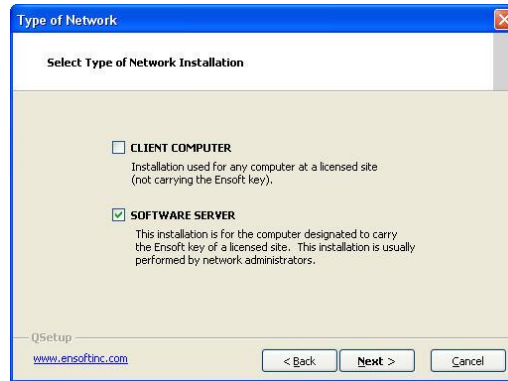 Type of Network
Select Type of Network Installation
CLIENT COMPUTER
Installation used for any computer at a licensed site
(not carrying the Ensoft key).
SOFTWARE SERVER
This installation is for the computer designated to carry
the Ensoft key of a licensed site.  This installation is usually
performed by network administrators.
QSetup
www.ensoftinc.com
< Back
Next >
Cancel